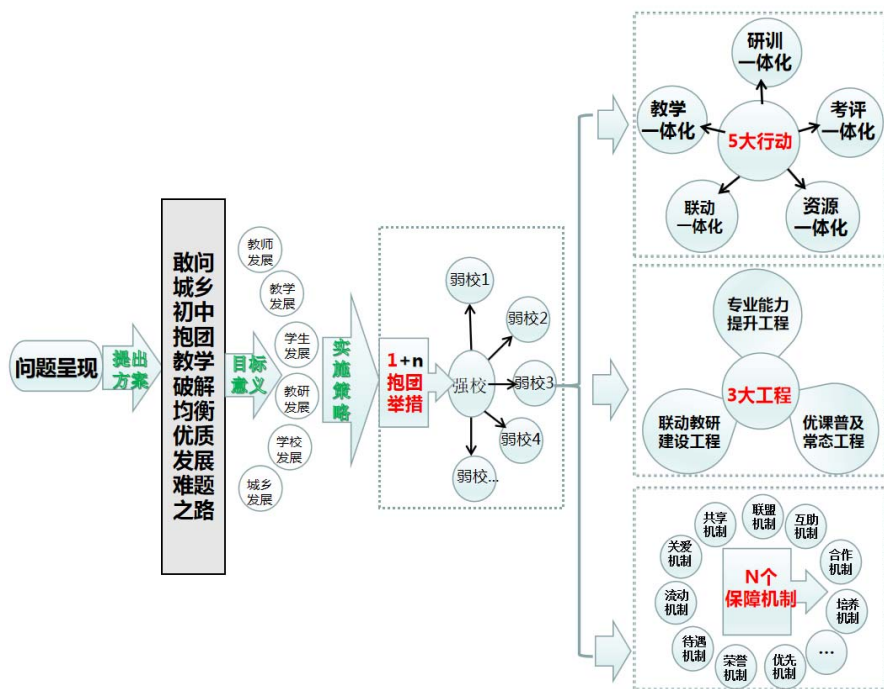 问题呈现
提出
方案
敢问
城乡
初中
抱团
教学
破解
均衡
优质
发展
难题
之路
目标
意义
教师
发展
教学
发展
学生
发展
教研
发展
学校
发展
城乡
发展
实施策略
1+n
抱团
举措
强校
弱校1
弱校2
弱校3
弱校4
弱校...
5大行动
研训
一体化
教学
一体化
考评
一体化
联动
一体化
资源
一体化
3大工程
专业能力
提升工程
联动教研
建设工程
优课普及
常态工程
N个
保障机制
联盟
机制
互助
机制
合作
机制
培养
机制
...
优先
机制
荣誉
机制
待遇
机制
流动
机制
关爱
机制
共享
机制